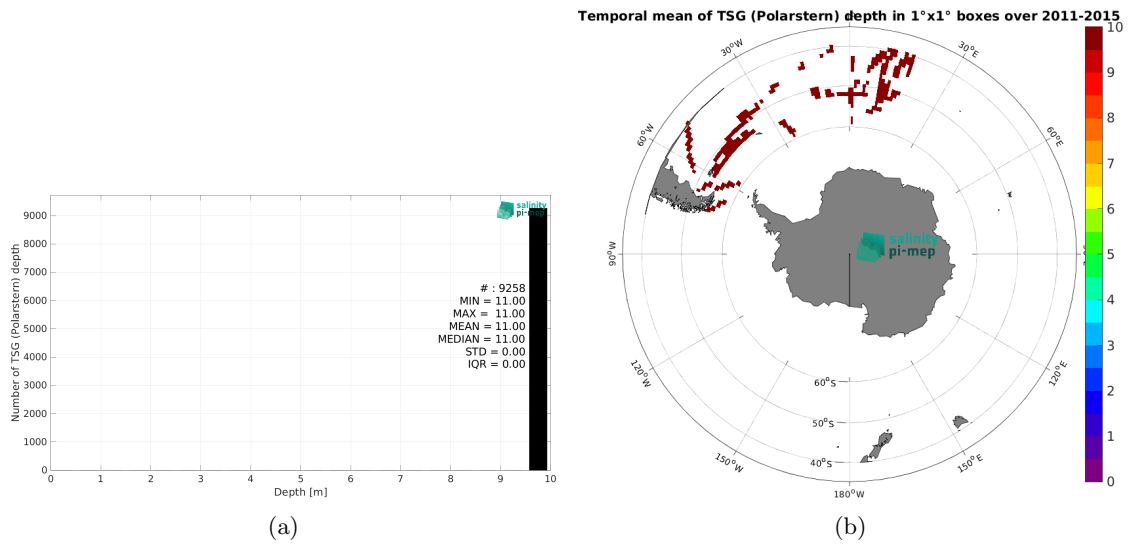 Temporal mean of TSG (Polarstern) depth in 1°x1° boxes over 2011-2015
Number of TSG (Polarstern) depth
9000
8000
7000
6000
5000
4000
3000
2000
1000
0
salinity
pi-mep
# : 9258
MIN = 11.00
MAX = 11.00
MEAN = 11.00
MEDIAN = 11.00
STD = 0.00
IQR = 0.00
0 1 2 3 4 5 6 7 8 9 10
Depth [m]
(a)
30°W
30°E
60°W
60°E
90°W
salinity
pi-mep
120°W
120°E
60°S
50°S
40°S
150°W
150°E
180°W
10
9
8
7
6
5
4
3
2
1
0
(b)